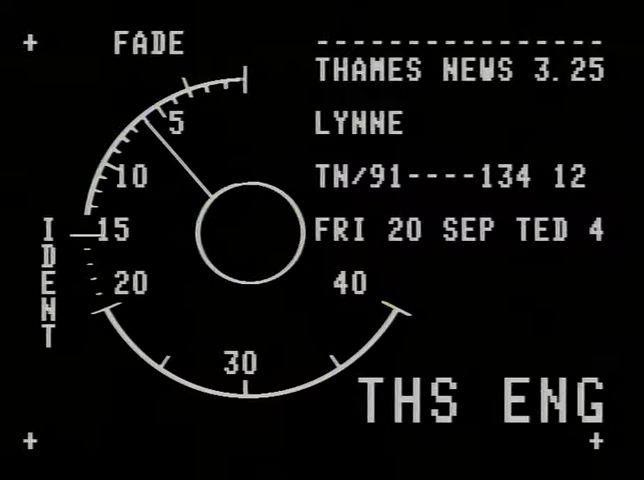 FADE
------------------
THAMES NEWS 3.25
LYNNE
TN/91----134 12
FRI 20 SEP TED 4
5
10
15
20
30
40
IDENT
THS ENG